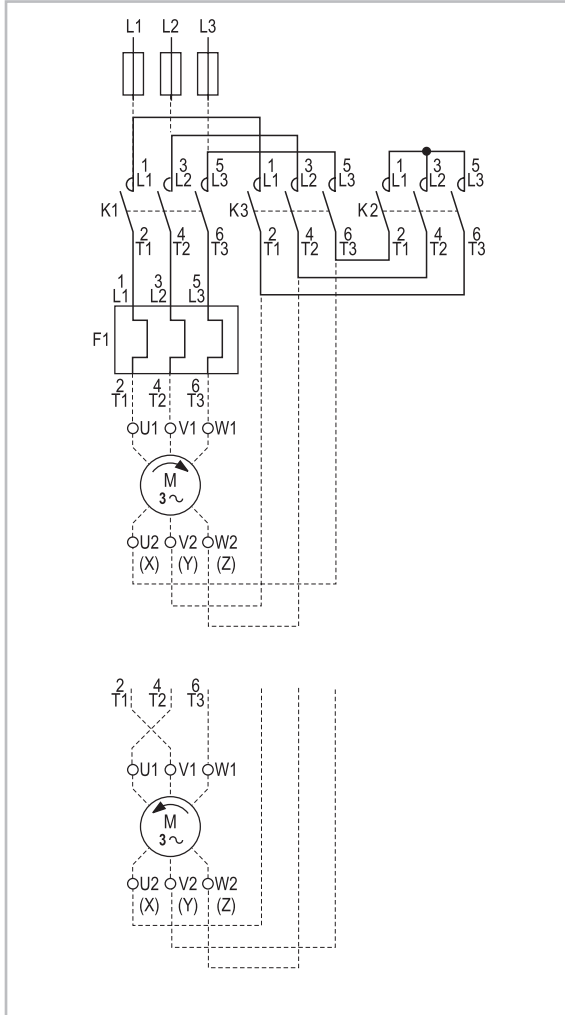 L1 L2 L3
1 3 5 1 3 5 1 3 5
L1 L2 L3 L1 L2 L3 L1 L2 L3
K1 K3 K2
2 4 6 2 4 6 2 4 6
T1 T2 T3 T1 T2 T3 T1 T2 T3
1 3 5
L1 L2 L3
F1
2 4 6
T1 T2 T3
U1 V1 W1
M
3~
U2 V2 W2
(X) (Y) (Z)
2 4 6
T1 T2 T3
U1 V1 W1
M
3~
U2 V2 W2
(X) (Y) (Z)